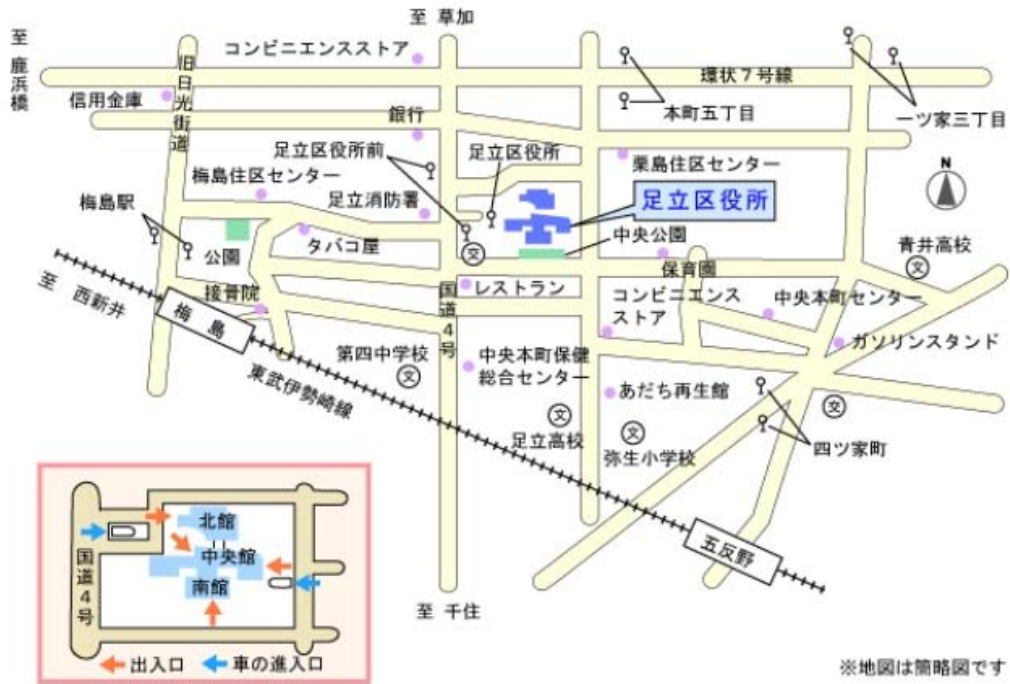 至 草加
至 鹿浜橋
コンビニエンスストア
旧日光街道
環状７号線
信用金庫
銀行
本町五丁目
一ツ家三丁目
足立区役所前
足立区役所
栗島住区センター
梅島住区センター
N
足立区役所
梅島駅
足立消防署
交
中央公園
青井高校
文
公園
タバコ屋
保育園
至 西新井
接骨院
国道４号
レストラン
コンビニエンス
ストア
中央本町センター
梅島
ガソリンスタンド
第四中学校
文
中央本町保健
総合センター
東武伊勢崎線
あだち再生館
交
文
足立高校
文
弥生小学校
四ツ家町
五反野
至 千住
北館
中央館
南館
国道４号
出入口
車の進入口
※地図は簡略図です